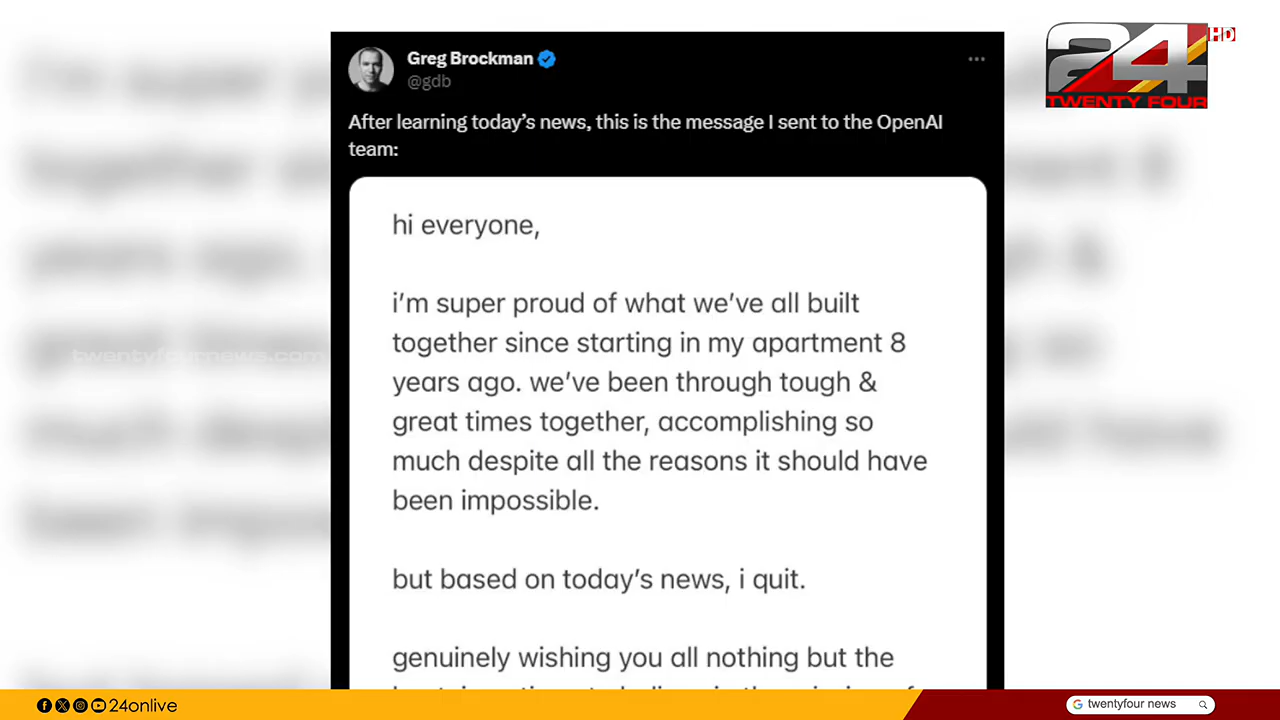 24
HD
TWENTY FOUR
Greg Brockman
@gdb
After learning today's news, this is the message I sent to the OpenAI
team:
hi everyone,
i'm super proud of what we've all built
together since starting in my apartment 8
years ago. we've been through tough &
great times together, accomplishing so
much despite all the reasons it should have
been impossible.
but based on today's news, i quit.
genuinely wishing you all nothing but the
twentyfournews.com
24onlive
twentyfour news